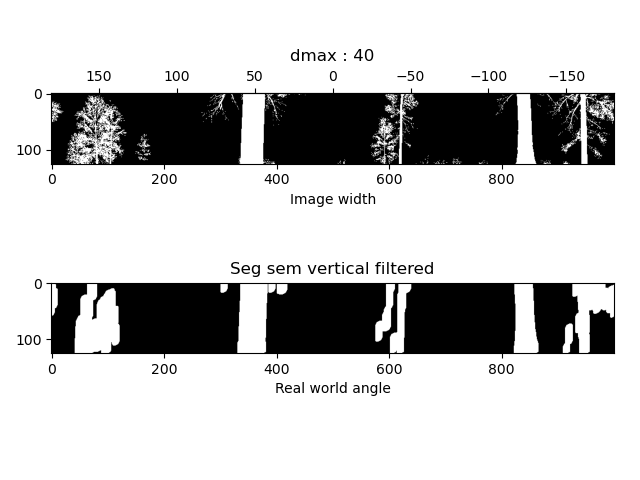 dmax : 40
150 100 50 0 −50 −100 −150
0
100
0 200 400 600 800
Image width
Seg sem vertical filtered
0
100
0 200 400 600 800
Real world angle